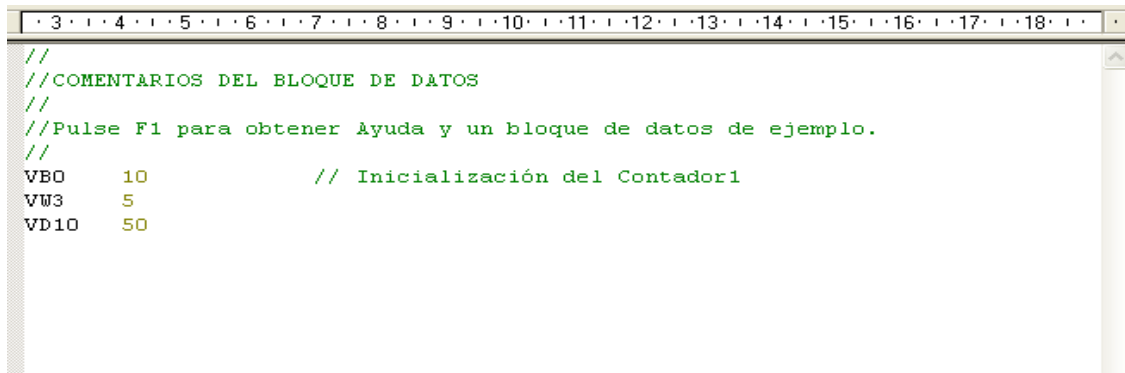 · 3 · ı · 4 · ı · 5 · ı · 6 · ı · 7 · ı · 8 · ı · 9 · ı · 10 · ı · 11 · ı · 12 · ı · 13 · ı · 14 · ı · 15 · ı · 16 · ı · 17 · ı · 18 · ı ·
//
//COMENTARIOS DEL BLOQUE DE DATOS
//
//Pulse F1 para obtener Ayuda y un bloque de datos de ejemplo.
//
VB0 10 // Inicialización del Contador1
VW3 5
VD10 50